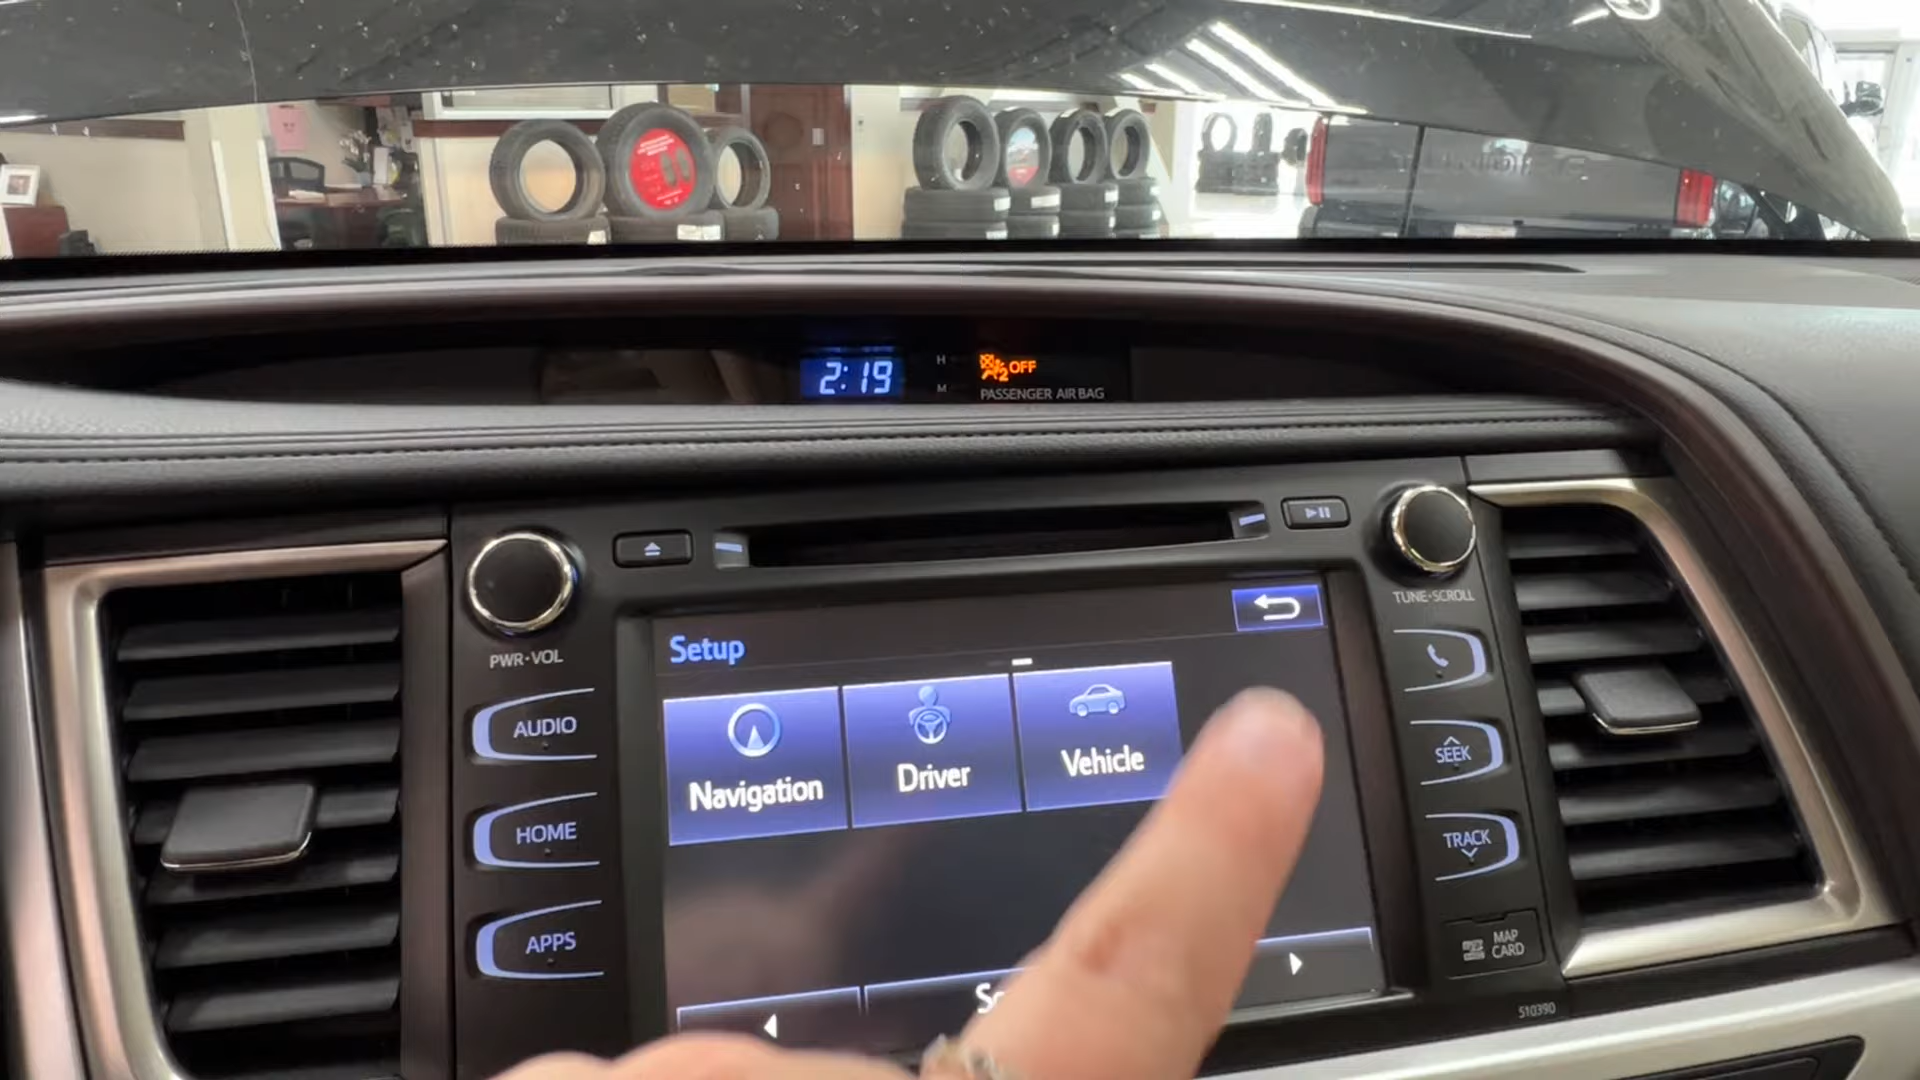 2:19
H
M
2 OFF
PASSENGER AIR BAG
PWR·VOL
TUNE·SCROLL
Setup
AUDIO
HOME
APPS
Navigation
Driver
Vehicle
SEEK
TRACK
MAP
CARD
510390